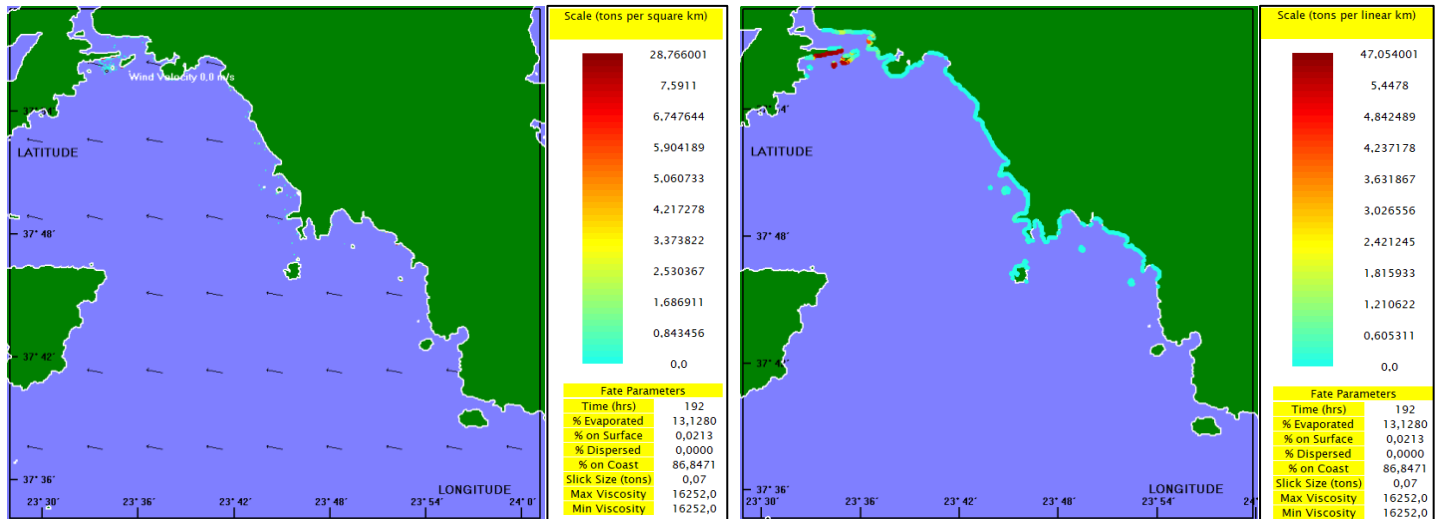 Wind Velocity 0,0 m/s
LATITUDE
37° 48´
37° 42´
37° 36´
LONGITUDE
23° 30´ 23° 36´ 23° 42´ 23° 48´ 23° 54´ 24° 0´
Scale (tons per square km)
28,766001
7,5911
6,747644
5,904189
5,060733
4,217278
3,373822
2,530367
1,686911
0,843456
0,0
Fate Parameters
Time (hrs) 192
% Evaporated 13,1280
% on Surface 0,0213
% Dispersed 0,0000
% on Coast 86,8471
Slick Size (tons) 0,07
Max Viscosity 16252,0
Min Viscosity 16252,0
LATITUDE
37° 48´
37° 42´
37° 36´
LONGITUDE
23° 30´ 23° 36´ 23° 42´ 23° 48´ 23° 54´ 24°
Scale (tons per linear km)
47,054001
5,4478
4,842489
4,237178
3,631867
3,026556
2,421245
1,815933
1,210622
0,605311
0,0
Fate Parameters
Time (hrs) 192
% Evaporated 13,1280
% on Surface 0,0213
% Dispersed 0,0000
% on Coast 86,8471
Slick Size (tons) 0,07
Max Viscosity 16252,0
Min Viscosity 16252,0